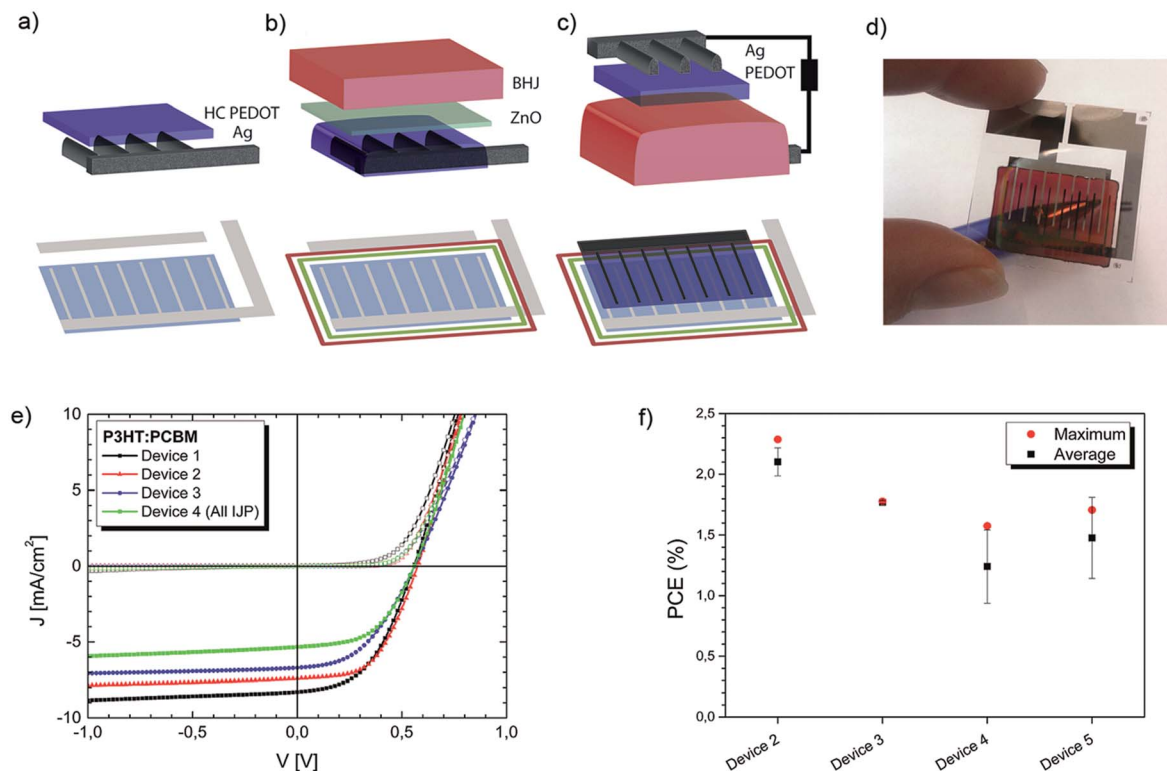 a)
HC PEDOT
Ag
b)
BHJ
ZnO
c)
Ag
PEDOT
d)
e)
P3HT:PCBM
Device 1
Device 2
Device 3
Device 4 (All IJP)
10
5
0
-5
-10
J [mA/cm²]
-1,0
-0,5
0,0
0,5
1,0
V [V]
f)
Maximum
Average
2,5
2,0
1,5
1,0
0,5
0,0
PCE (%)
Device 2
Device 3
Device 4
Device 5